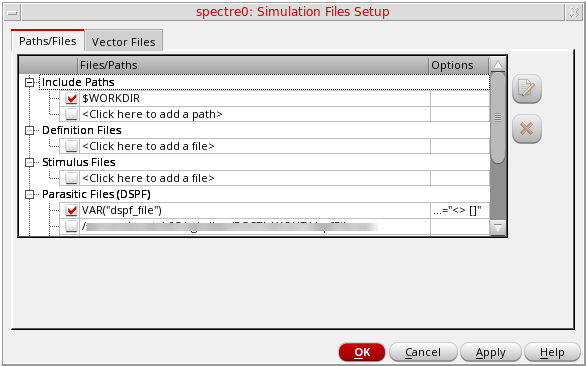 spectre0: Simulation Files Setup
Paths/Files Vector Files
Files/Paths Options
Include Paths
$WORKDIR
<Click here to add a path>
Definition Files
<Click here to add a file>
Stimulus Files
<Click here to add a file>
Parasitic Files (DSPF)
VAR("dspf_file") ...="<> []"
OK Cancel Apply Help